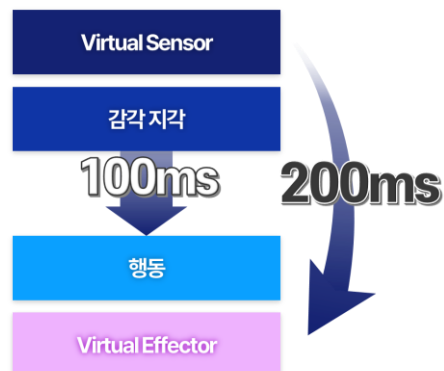 Virtual Sensor
감각 지각
100ms
200ms
행동
Virtual Effector